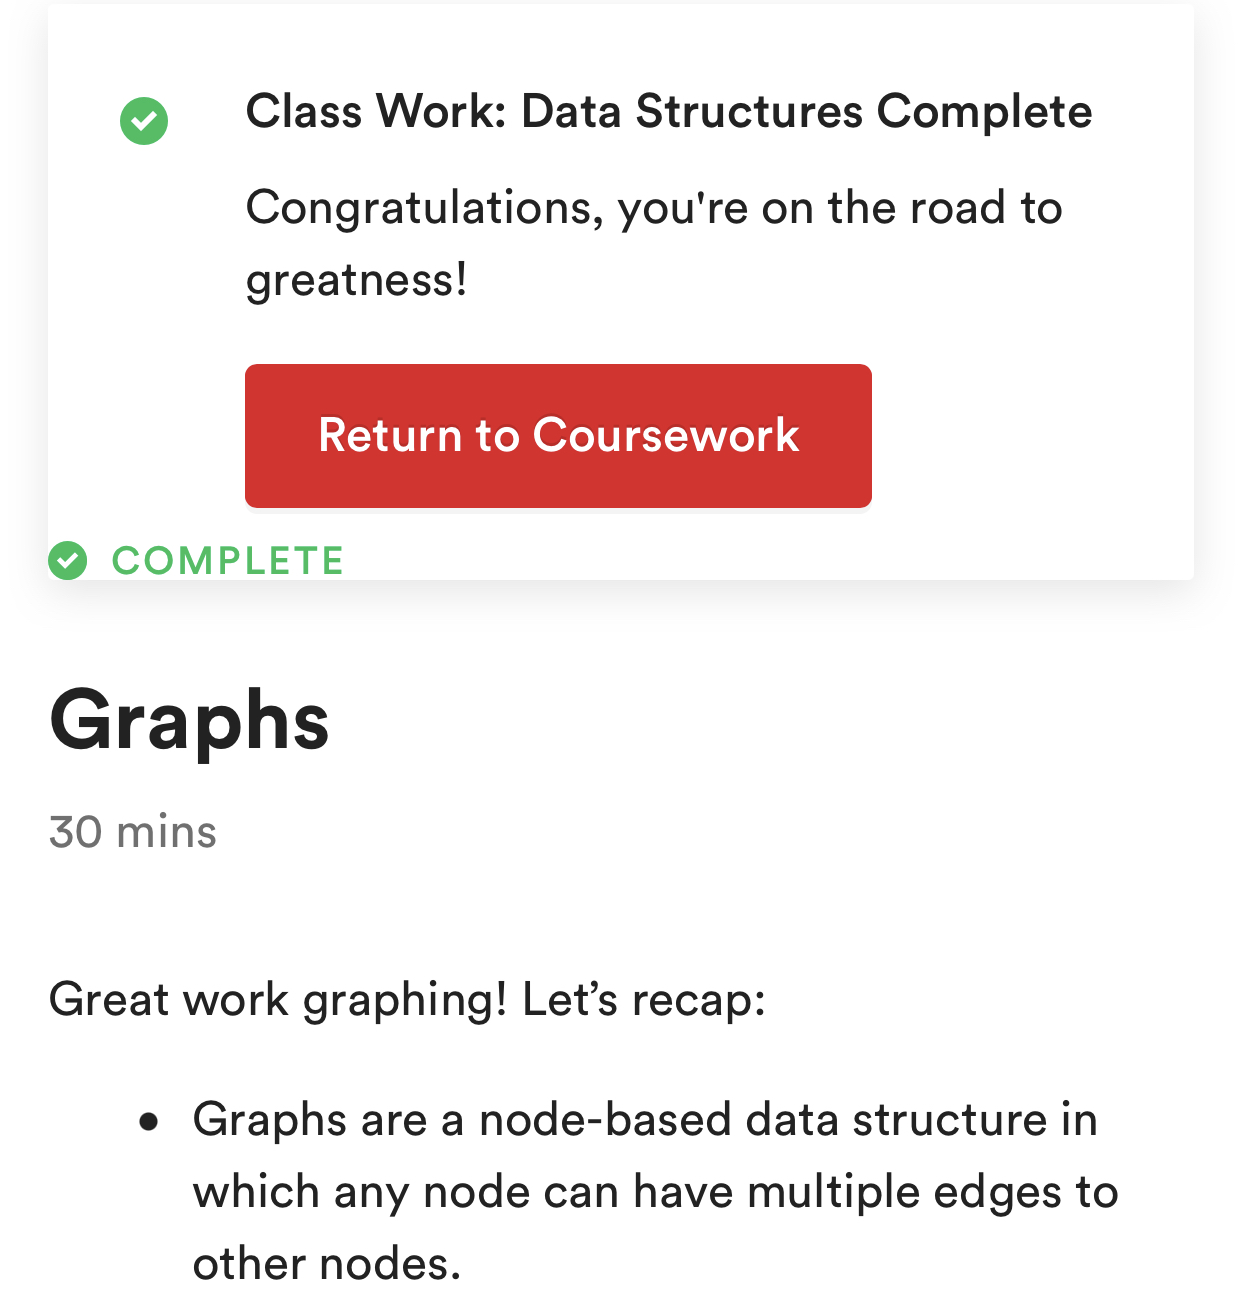 Class Work: Data Structures Complete
Congratulations, you're on the road to
greatness!
Return to Coursework
COMPLETE
Graphs
30 mins
Great work graphing! Let’s recap:
• Graphs are a node-based data structure in
which any node can have multiple edges to
other nodes.